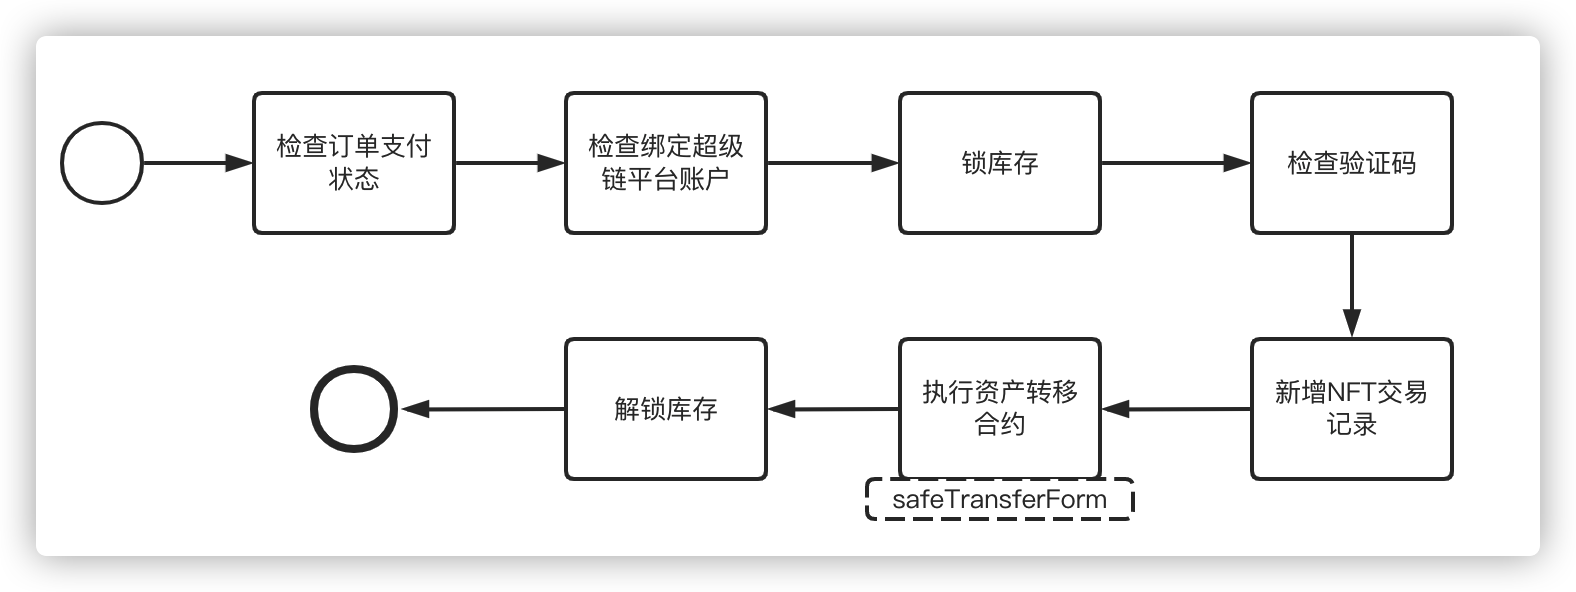 检查订单支付
状态
检查绑定超级
链平台账户
锁库存
检查验证码
新增NFT交易
记录
执行资产转移
合约
safeTransferForm
解锁库存